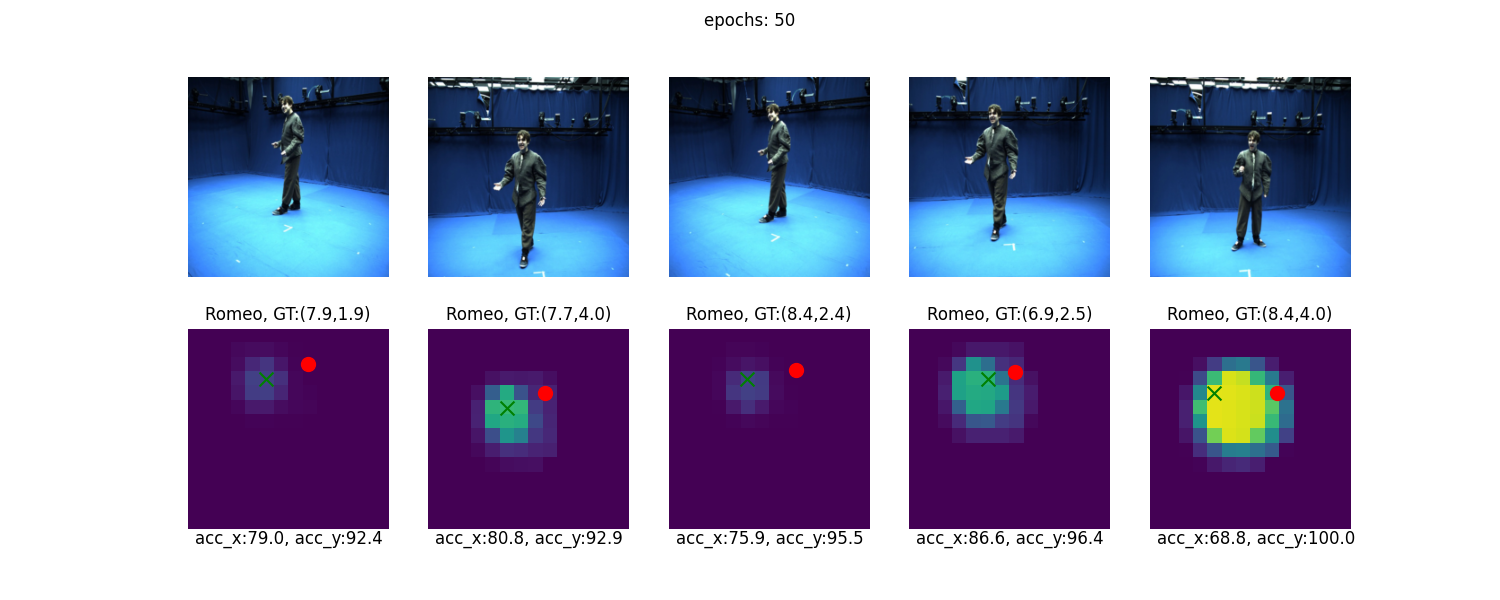 epochs: 50
Romeo, GT:(7.9,1.9)
Romeo, GT:(7.7,4.0)
Romeo, GT:(8.4,2.4)
Romeo, GT:(6.9,2.5)
Romeo, GT:(8.4,4.0)
acc_x:79.0, acc_y:92.4
acc_x:80.8, acc_y:92.9
acc_x:75.9, acc_y:95.5
acc_x:86.6, acc_y:96.4
acc_x:68.8, acc_y:100.0